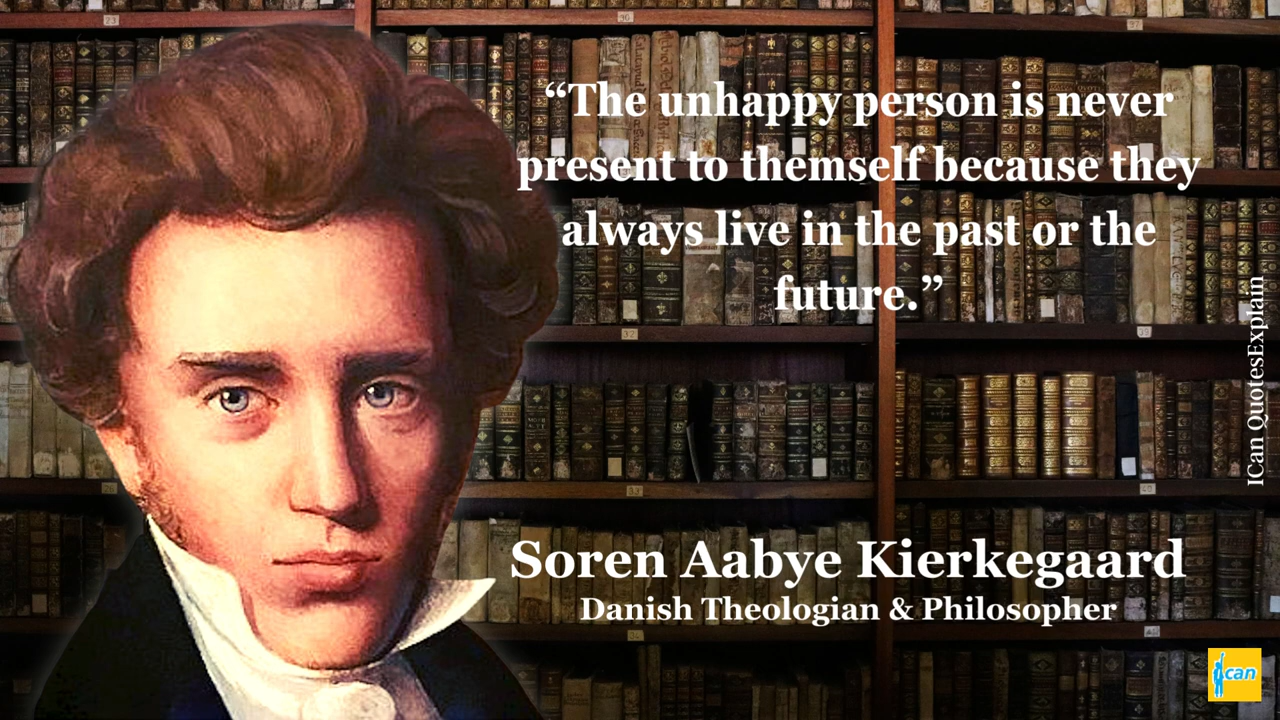 “The unhappy person is never
present to themself because they
always live in the past or the
future.”
ICan QuotesExplain
Soren Aabye Kierkegaard
Danish Theologian & Philosopher
ican